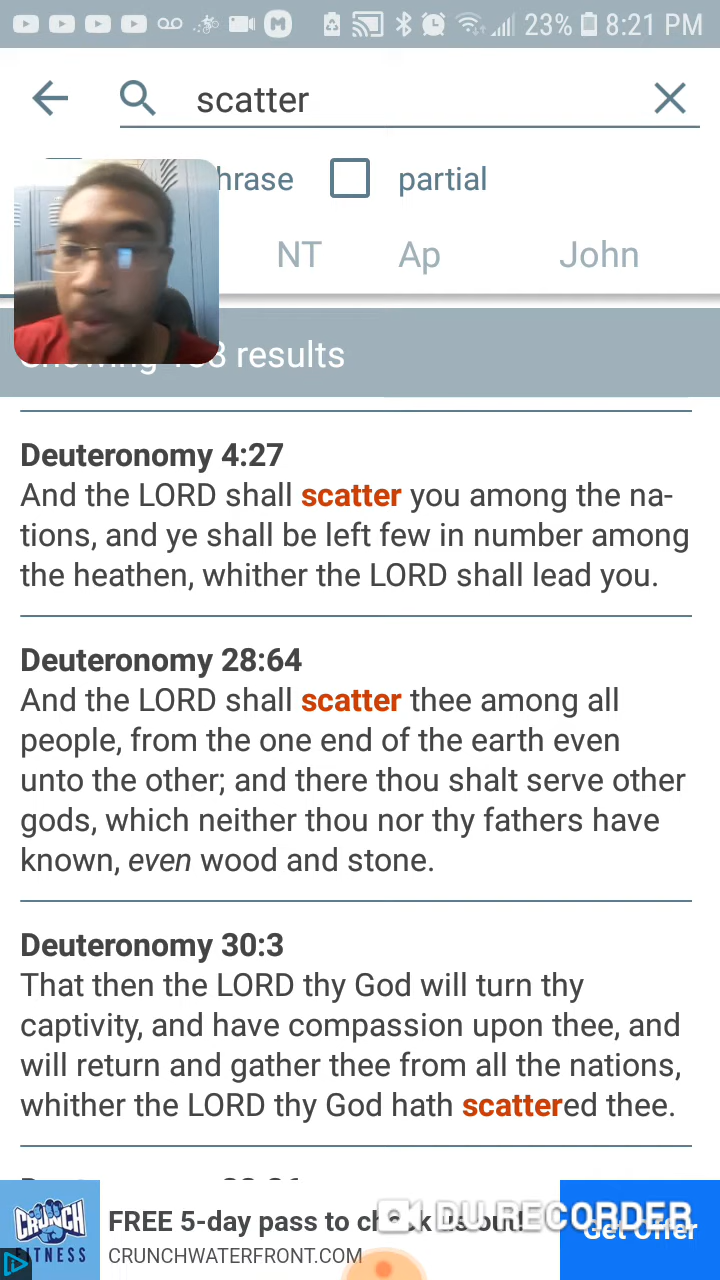 23% 8:21 PM
scatter
hrase partial
NT Ap John
results
Deuteronomy 4:27
And the LORD shall scatter you among the na-
tions, and ye shall be left few in number among
the heathen, whither the LORD shall lead you.
Deuteronomy 28:64
And the LORD shall scatter thee among all
people, from the one end of the earth even
unto the other; and there thou shalt serve other
gods, which neither thou nor thy fathers have
known, even wood and stone.
Deuteronomy 30:3
That then the LORD thy God will turn thy
captivity, and have compassion upon thee, and
will return and gather thee from all the nations,
whither the LORD thy God hath scattered thee.
CRUNCH
FITNESS
FREE 5-day pass to check us out!
CRUNCHWATERFRONT.COM
DU RECORDER
Get Offer